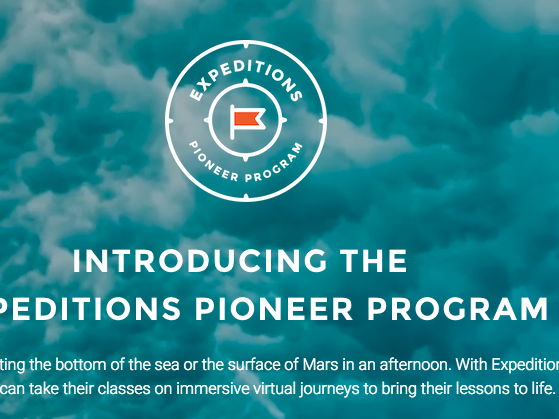 EXPEDITIONS
PIONEER PROGRAM
INTRODUCING THE
PEDITIONS PIONEER PROGRAM
ting the bottom of the sea or the surface of Mars in an afternoon. With Expedition
can take their classes on immersive virtual journeys to bring their lessons to life.